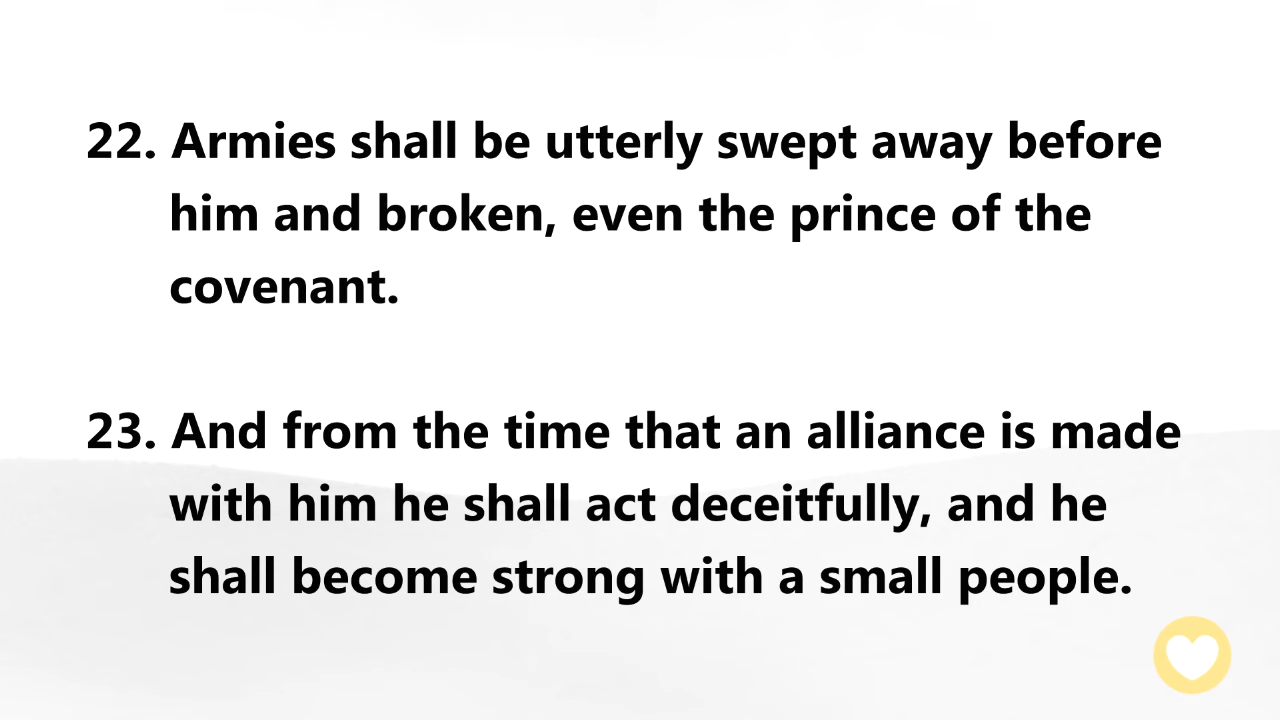 22. Armies shall be utterly swept away before
him and broken, even the prince of the
covenant.
23. And from the time that an alliance is made
with him he shall act deceitfully, and he
shall become strong with a small people.